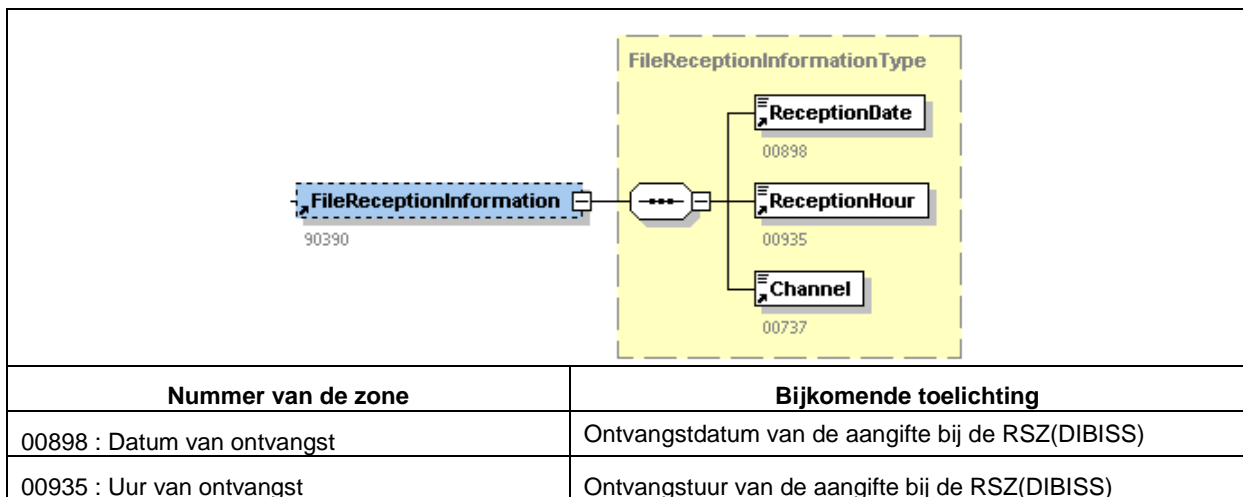 FileReceptionInformationType
ReceptionDate
00898
FileReceptionInformation
90390
ReceptionHour
00935
Channel
00737
Nummer van de zone
Bijkomende toelichting
00898 : Datum van ontvangst
Ontvangstdatum van de aangifte bij de RSZ(DIBISS)
00935 : Uur van ontvangst
Ontvangstuur van de aangifte bij de RSZ(DIBISS)